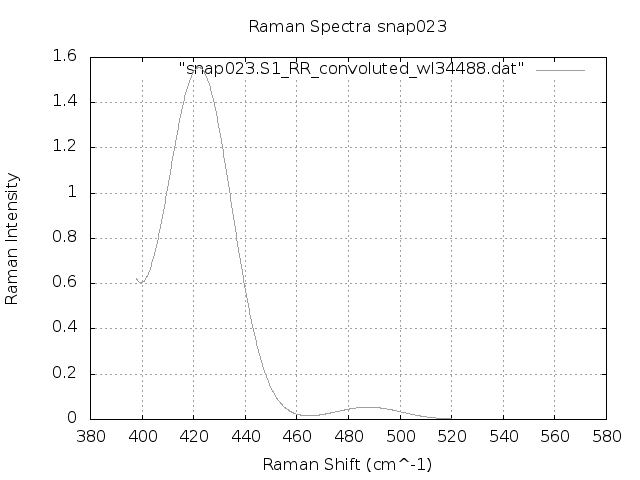 Raman Spectra snap023
"snap023.S1_RR_convoluted_wl34488.dat"
1.6
1.4
1.2
1
0.8
0.6
0.4
0.2
0
Raman Intensity
380 400 420 440 460 480 500 520 540 560 580
Raman Shift (cm^-1)